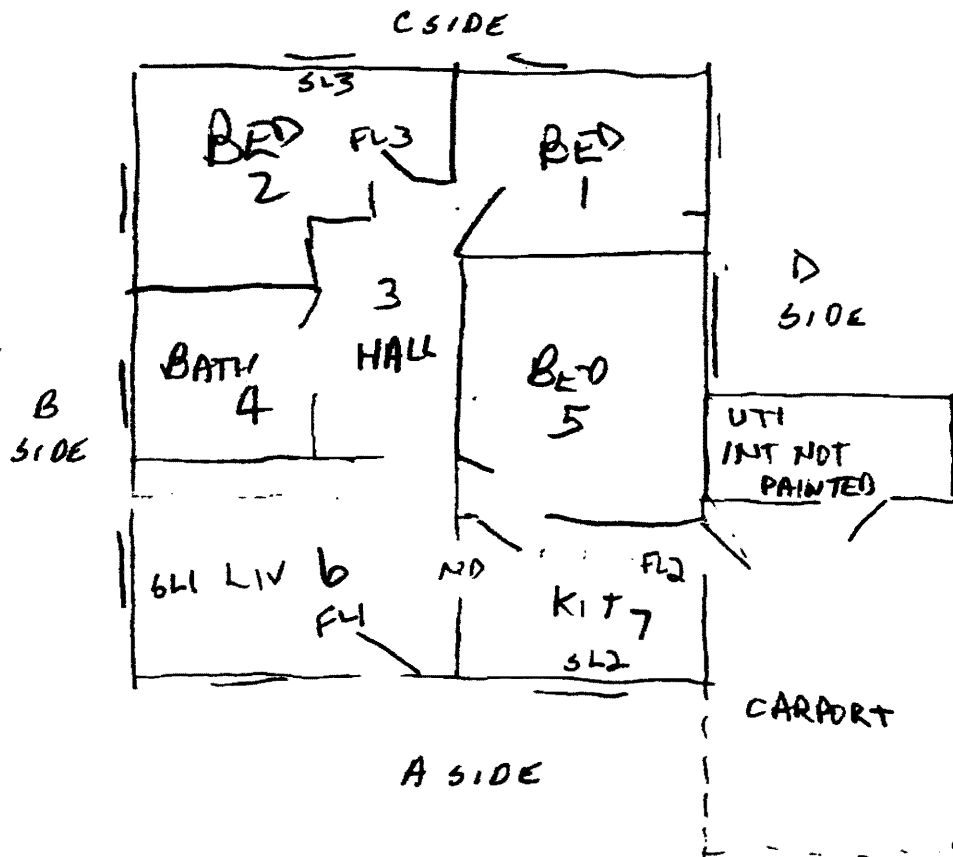 C SIDE
SL3
BED
2
FL3
BED
1
D
SIDE
3
HALL
BATH
4
BED
5
B
SIDE
UTI
INT NOT
PAINTED
SL1 LIV 6
ND
FL2
FL1
KIT 7
SL2
CARPORT
A SIDE